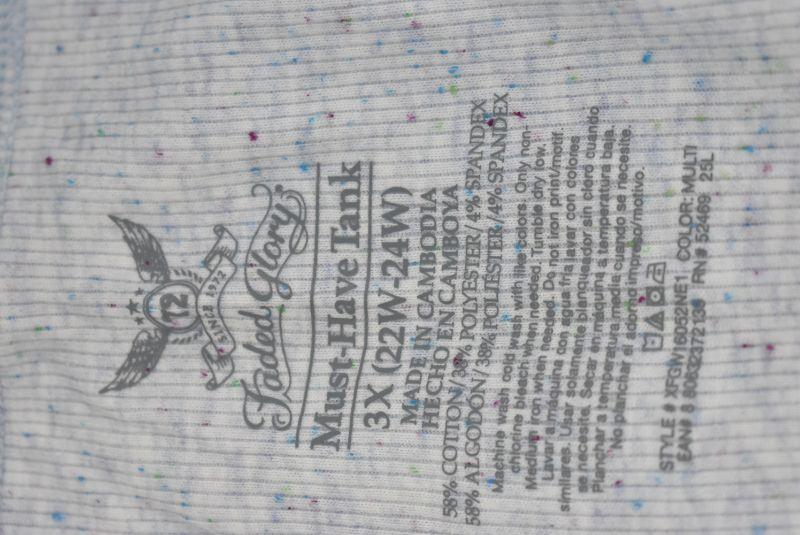 72
SINCE 1972
Faded Glory®
Must-Have Tank
3X (22W-24W)
MADE IN CAMBODIA
HECHO EN CAMBOYA
58% COTTON/ 38% POLYESTER/ 4% SPANDEX
58% ALGODÓN/ 38% POLIÉSTER/ 4% SPANDEX
Machine wash cold wash with like colors. Only non-
chlorine bleach when needed. Tumble dry low.
Medium iron when needed. Do not iron print/motif.
Lavar a máquina con agua fría lavar con colores
similares. Usar solamente blanqueador sin cloro cuando
se necesite. Secar en máquina a temperatura baja.
Planchar a temperatura media cuando se necesite.
No planchar el adorno impreso/motivo.
STYLE # COLOR: MULTI
EAN# RN# 52469 2SL